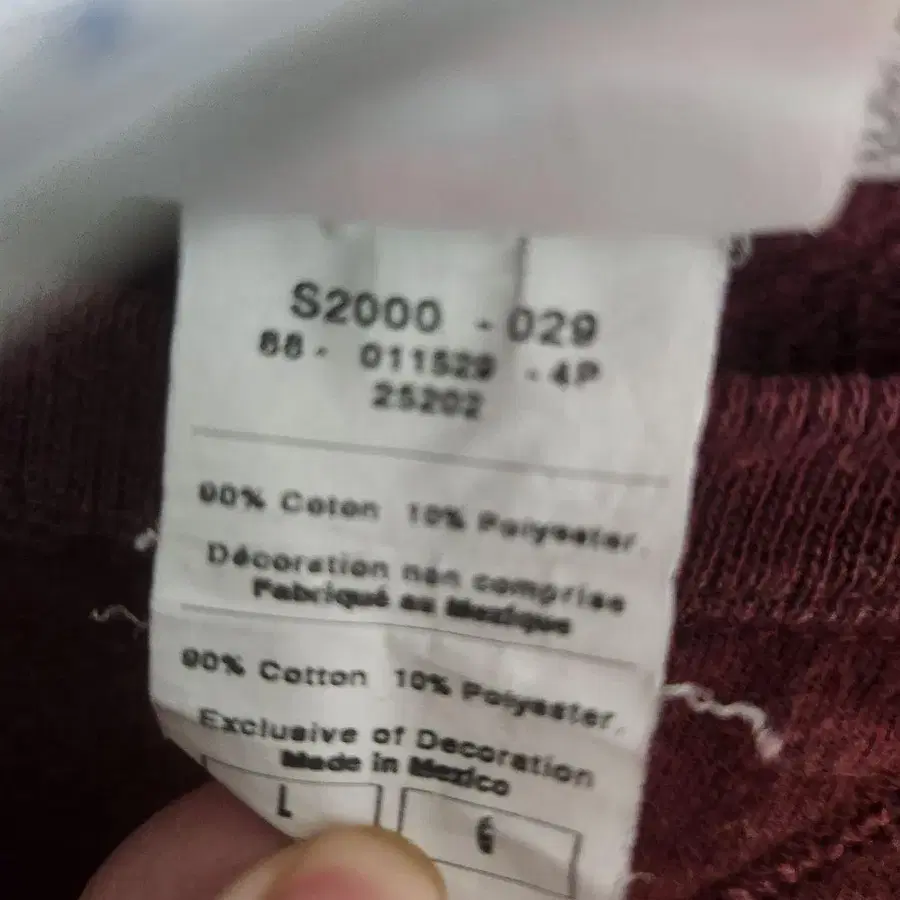 S2000 - 029
88 - 011529 - 4P
25202
90% Coton 10% Polyester.
Décoration non comprise
Fabriqué au Mexique
90% Cotton 10% Polyester.
Exclusive of Decoration
Made in Mexico
L G